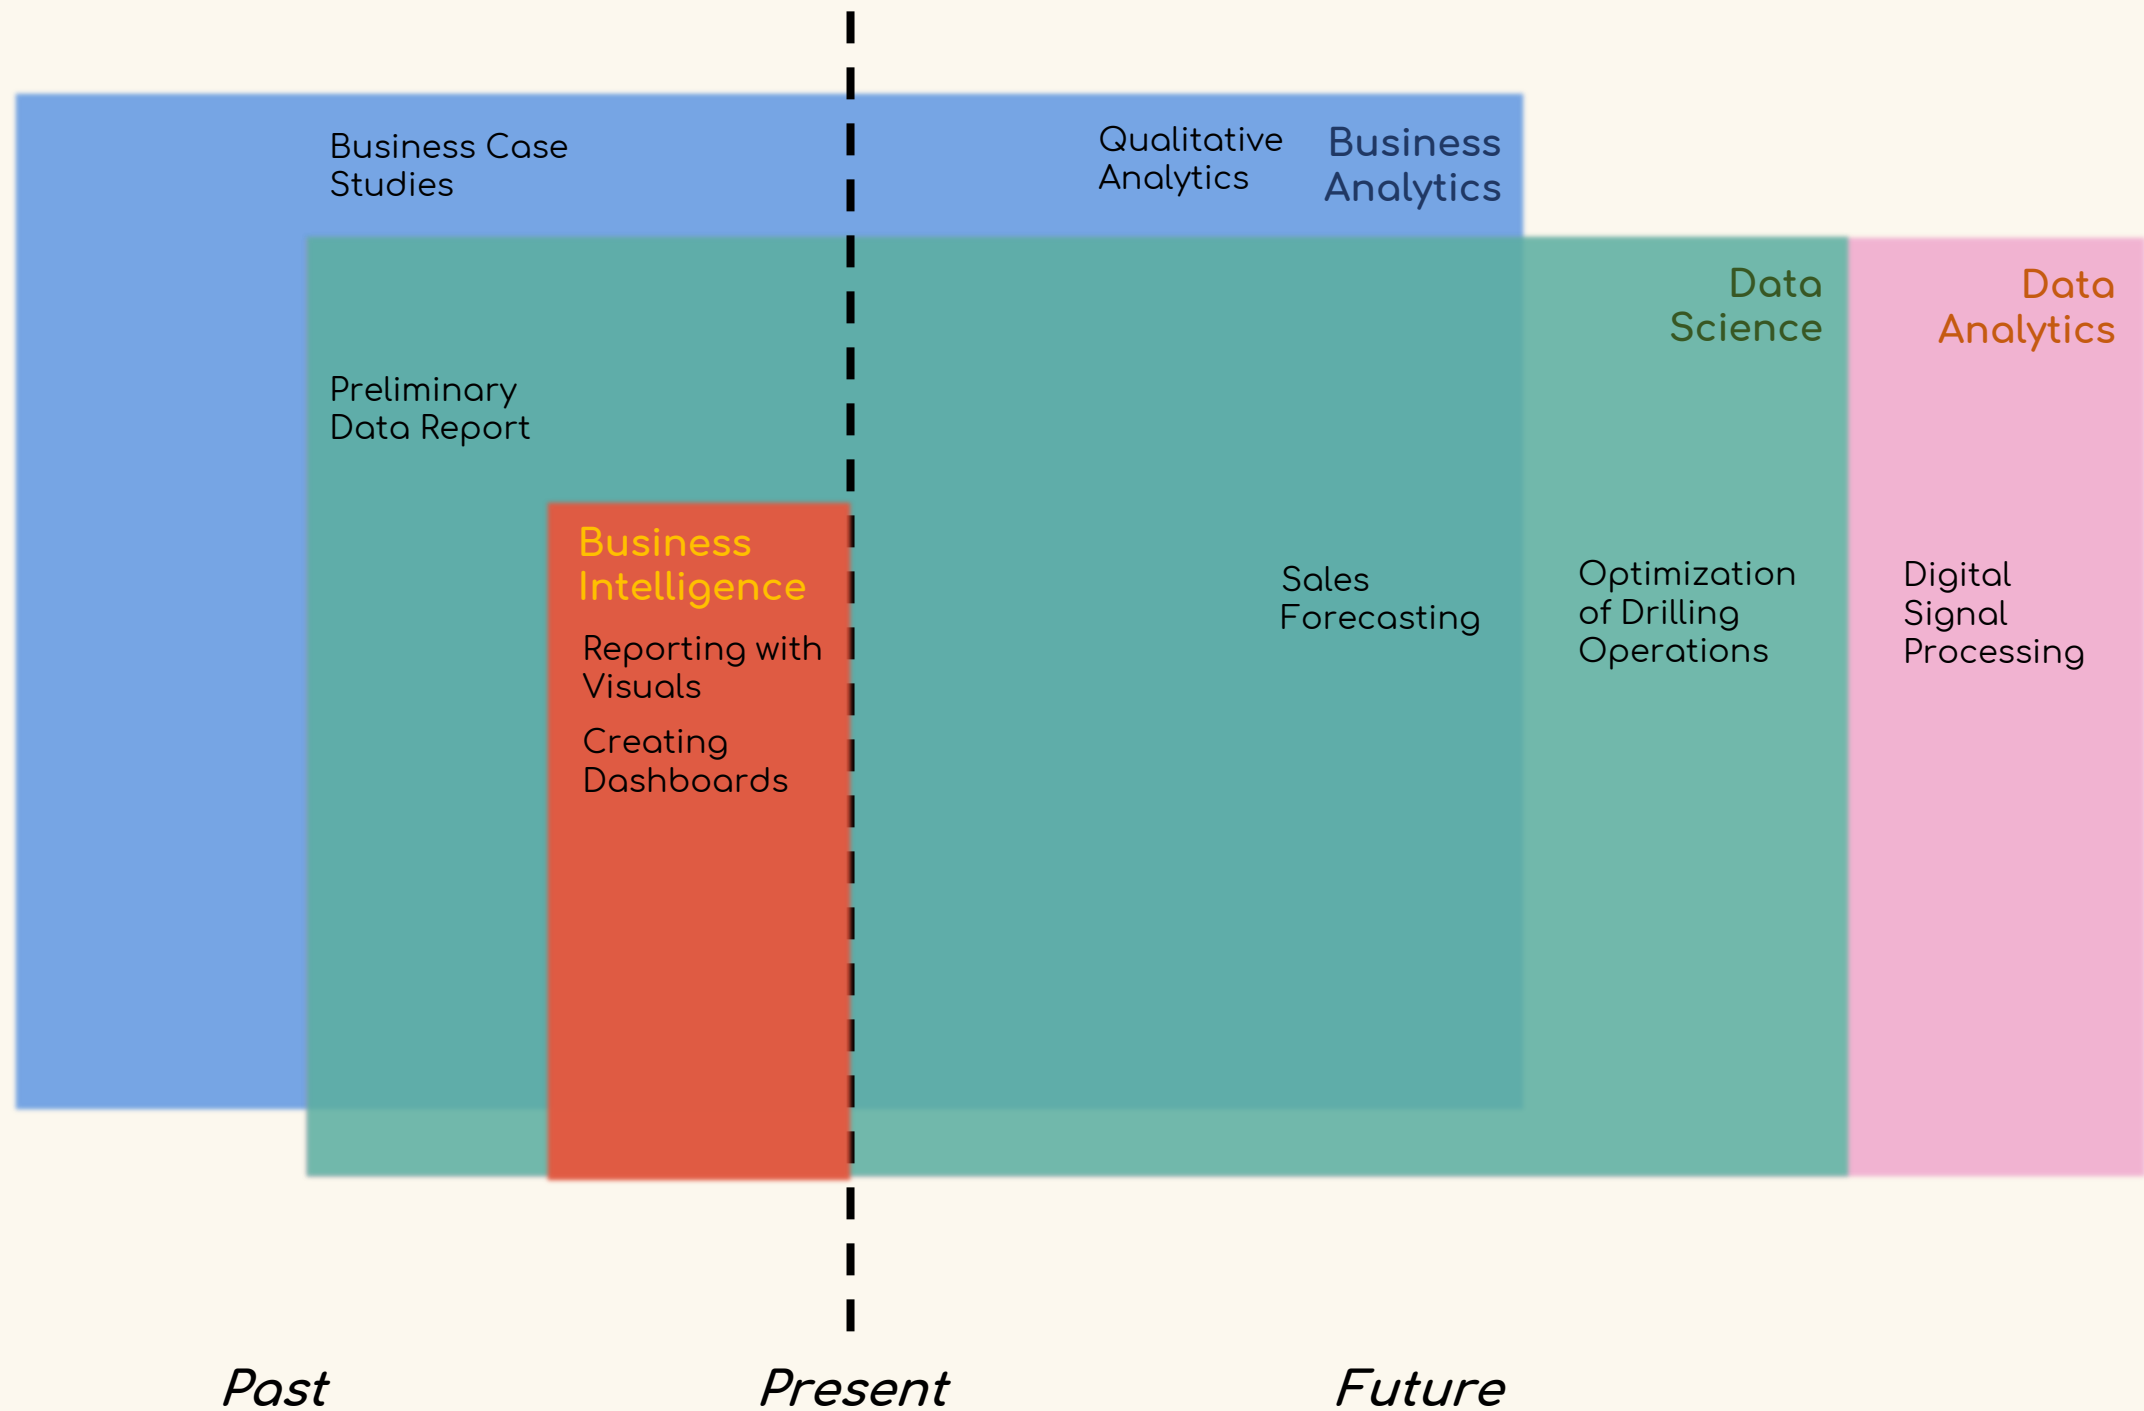 Business Case
Studies
Qualitative
Analytics
Business
Analytics
Data
Science
Data
Analytics
Preliminary
Data Report
Business
Intelligence
Reporting with
Visuals
Creating
Dashboards
Sales
Forecasting
Optimization
of Drilling
Operations
Digital
Signal
Processing
Past
Present
Future